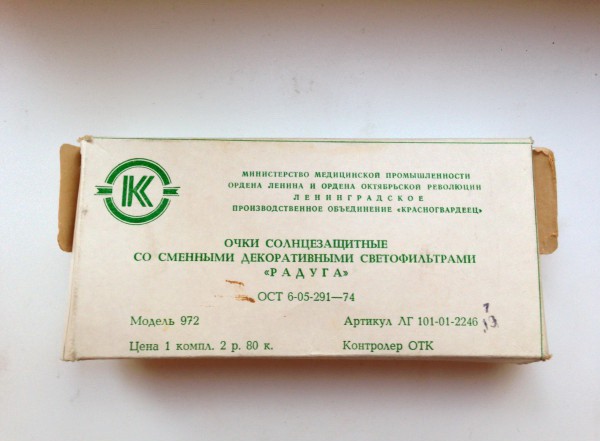 К
МИНИСТЕРСТВО МЕДИЦИНСКОЙ ПРОМЫШЛЕННОСТИ
ОРДЕНА ЛЕНИНА И ОРДЕНА ОКТЯБРЬСКОЙ РЕВОЛЮЦИИ
ЛЕНИНГРАДСКОЕ
ПРОИЗВОДСТВЕННОЕ ОБЪЕДИНЕНИЕ «КРАСНОГВАРДЕЕЦ»
ОЧКИ СОЛНЦЕЗАЩИТНЫЕ
СО СМЕННЫМИ ДЕКОРАТИВНЫМИ СВЕТОФИЛЬТРАМИ
«РАДУГА»
ОСТ 6-05-291—74
Модель 972
Артикул ЛГ 101-01-2246
Цена 1 компл. 2 р. 80 к.
Контролер ОТК